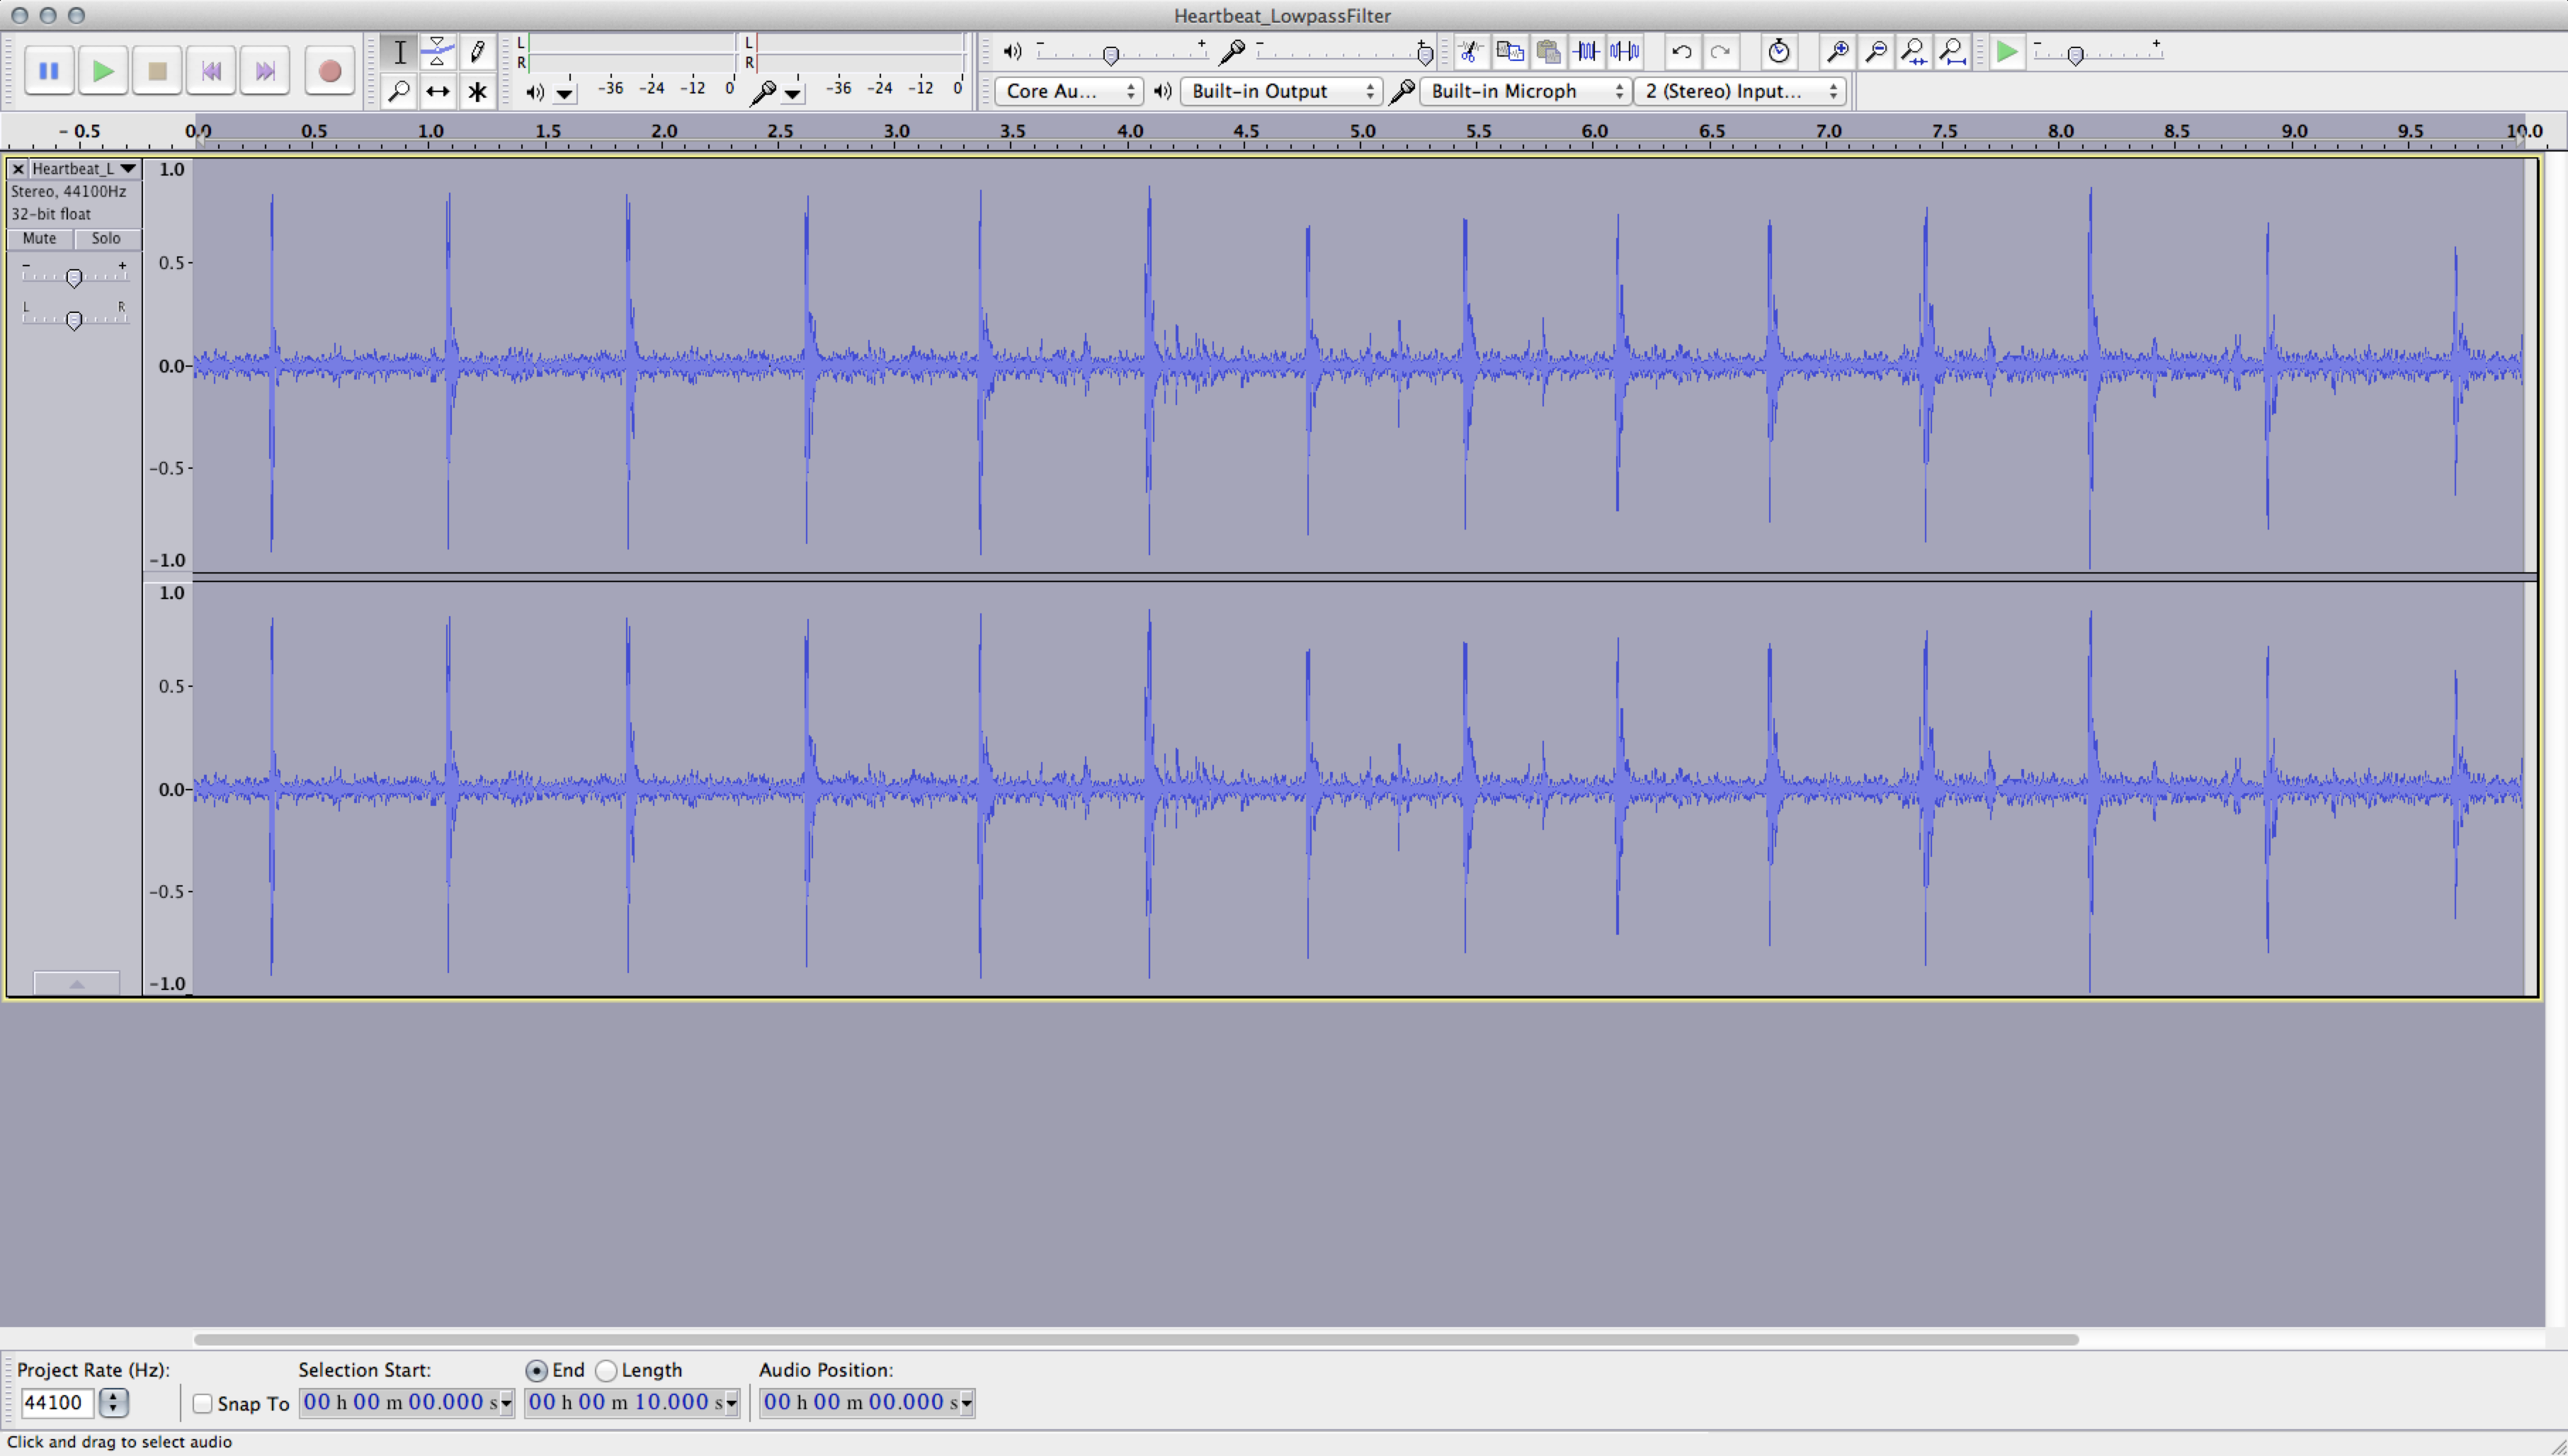 Heartbeat_LowpassFilter
L
R
-36 -24 -12 0
L
R
-36 -24 -12 0
- +
- +
- +
Core Au... Built-in Output Built-in Microph 2 (Stereo) Input...
- 0.5 0.0 0.5 1.0 1.5 2.0 2.5 3.0 3.5 4.0 4.5 5.0 5.5 6.0 6.5 7.0 7.5 8.0 8.5 9.0 9.5 10.0
x Heartbeat_L
Stereo, 44100Hz
32-bit float
Mute Solo
- +
L R
1.0
0.5-
0.0-
-0.5-
-1.0
1.0
0.5-
0.0-
-0.5-
-1.0
Project Rate (Hz): Selection Start: End Length Audio Position:
44100 Snap To 00 h 00 m 00.000 s 00 h 00 m 10.000 s 00 h 00 m 00.000 s
Click and drag to select audio